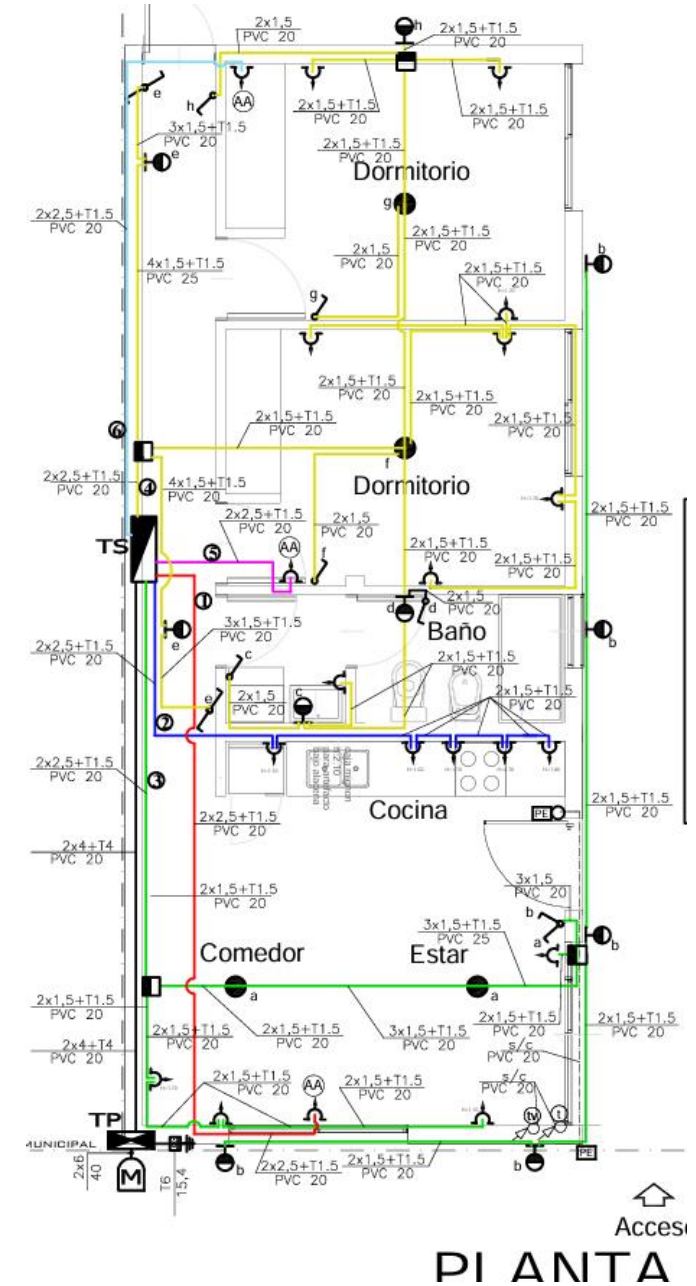 2x1,5
PVC 20
h
2x1,5+T1.5
PVC 20
e
h
AA
2x1,5+T1.5
PVC 20
2x1,5+T1.5
PVC 20
3x1,5+T1.5
PVC 20
e
2x1,5+T1.5
PVC 20
Dormitorio
g
2x2,5+T1.5
PVC 20
2x1,5
PVC 20
2x1,5+T1.5
PVC 20
b
4x1,5+T1.5
PVC 25
2x1,5+T1.5
PVC 20
g
2x1,5+T1.5
PVC 20
2x1,5+T1.5
PVC 20
2x1,5+T1.5
PVC 20
2x1,5+T1.5
PVC 20
6
f
2x2,5+T1.5
PVC 20
4
4x1,5+T1.5
PVC 20
Dormitorio
2x2,5+T1.5
PVC 20
2x1,5
PVC 20
2x1,5+T1.5
PVC 20
TS
5
AA
f
2x1,5+T1.5
PVC 20
2x1,5+T1.5
PVC 20
1
2x1,5
PVC 20
d
d
e
3x1,5+T1.5
PVC 20
Baño
b
2x2,5+T1.5
PVC 20
c
2x1,5+T1.5
PVC 20
e
2x1,5
PVC 20
c
2x1,5+T1.5
PVC 20
2
2x2,5+T1.5
PVC 20
3
Cocina
2x2,5+T1.5
PVC 20
PE
2x1,5+T1.5
PVC 20
2x4+T4
PVC 20
2x1,5+T1.5
PVC 20
3x1,5
PVC 20
b
3x1,5+T1.5
PVC 25
a
b
Comedor
Estar
a
a
2x1,5+T1.5
PVC 20
2x1,5+T1.5
PVC 20
2x1,5+T1.5
PVC 20
3x1,5+T1.5
PVC 20
2x1,5+T1.5
PVC 20
2x1,5+T1.5
PVC 20
2x4+T4
PVC 20
s/c
PVC 20
s/c
PVC 20
2x1,5+T1.5
PVC 20
AA
2x1,5+T1.5
PVC 20
TP
tv
t
MUNICIPAL
PE
b
2x2,5+T1.5
PVC 20
2x1,5+T1.5
PVC 20
b
2x6
40
M
T6
15,4
Acceso
PLANTA